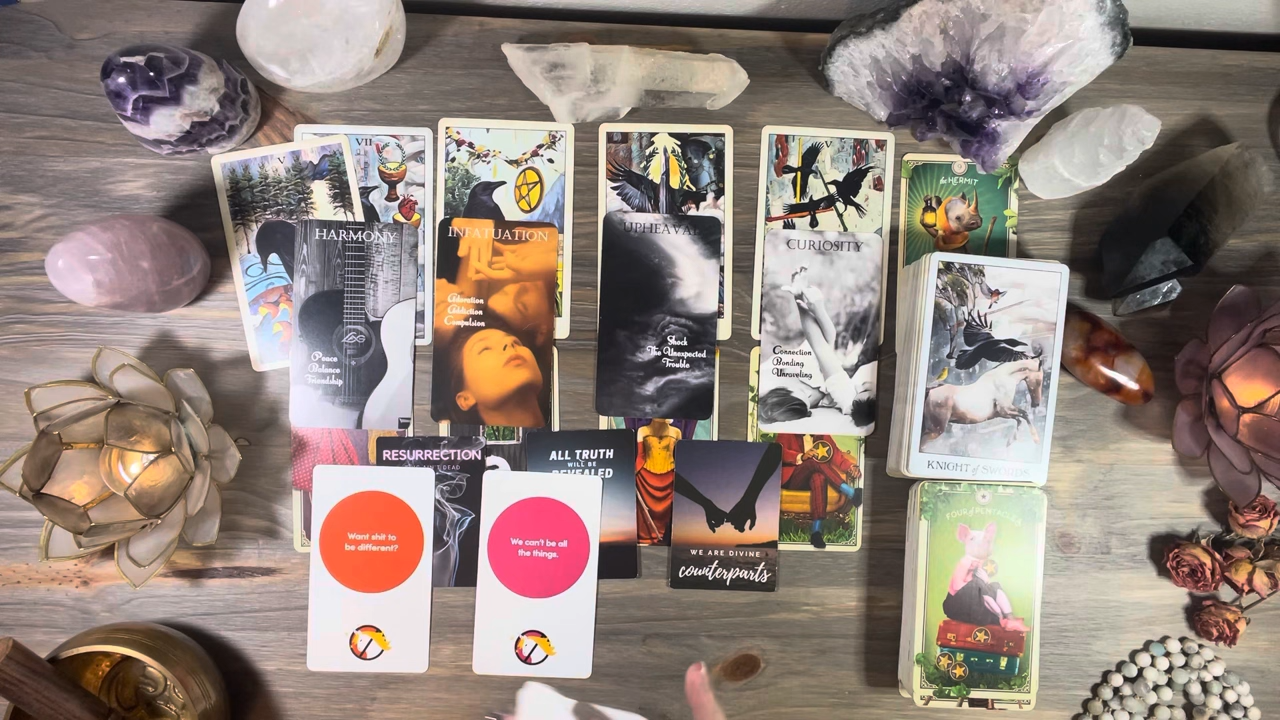 V
VII
V
the HERMIT
HARMONY
Peace
Balance
Friendship
INFATUATION
Adoration
Addiction
Compulsion
UPHEAVAL
Shock
The Unexpected
Trouble
CURIOSITY
Connection
Bonding
Unraveling
KNIGHT of SWORDS
RESURRECTION
ALL TRUTH
WILL BE
REVEALED
WE ARE DIVINE
counterparts
Want shit to
be different?
We can't be all
the things.
FOUR of PENTACLES